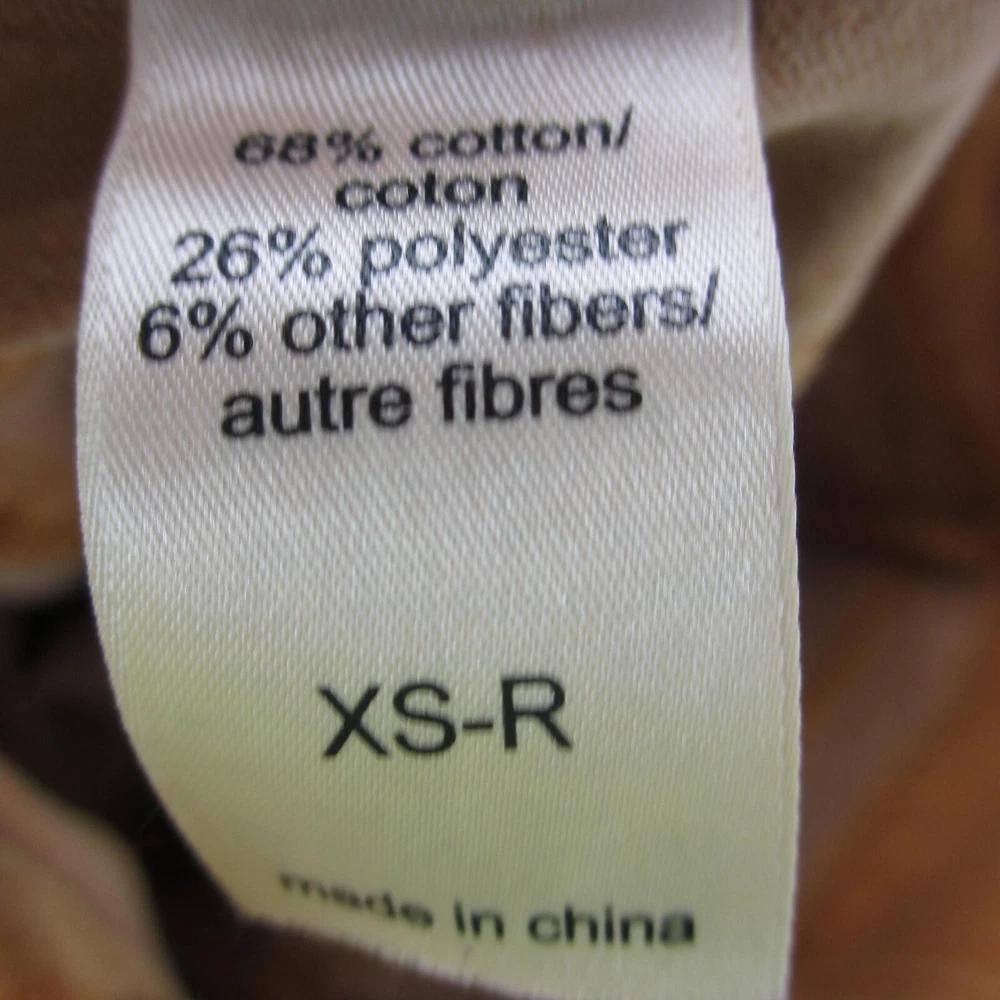 68% cotton/
coton
26% polyester
6% other fibers/
autre fibres
XS-R
made in china